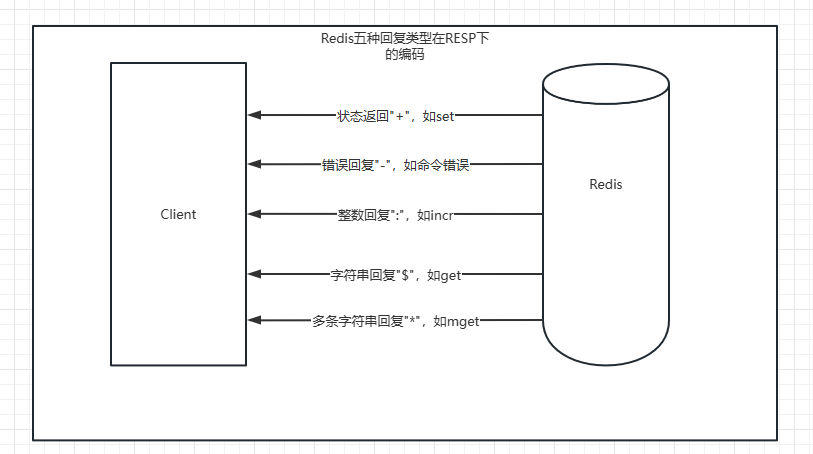 Redis五种回复类型在RESP下
的编码
状态返回"+"，如set
错误回复"-"，如命令错误
Redis
Client
整数回复":"，如incr
字符串回复"$"，如get
多条字符串回复"*"，如mget